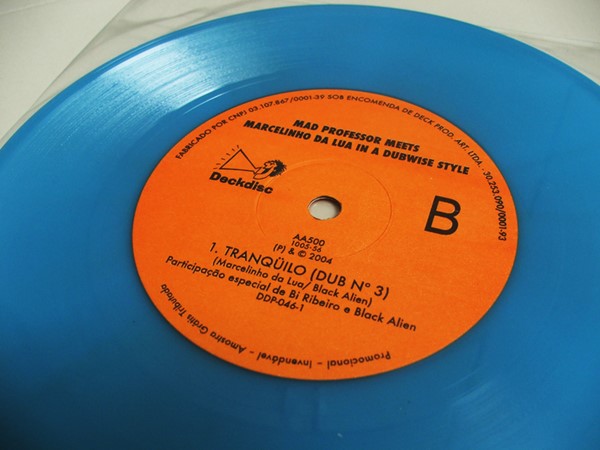 FABRICADO POR CNPJ 03.107.867/0001-39 SOB ENCOMENDA DE DECK PROD. ART. LTDA. - 30.253.090/0001-93
MAD PROFESSOR MEETS
MARCELINHO DA LUA IN A DUBWISE STYLE
Deckdisc
B
AA500
1005-56
(P) & © 2004
1. TRANQÜILO (DUB Nº 3)
(Marcelinho da Lua/ Black Alien)
Participação especial de Bi Ribeiro e Black Alien
DDP-046-1
Promocional - Invendável - Amostra Grátis Tributada